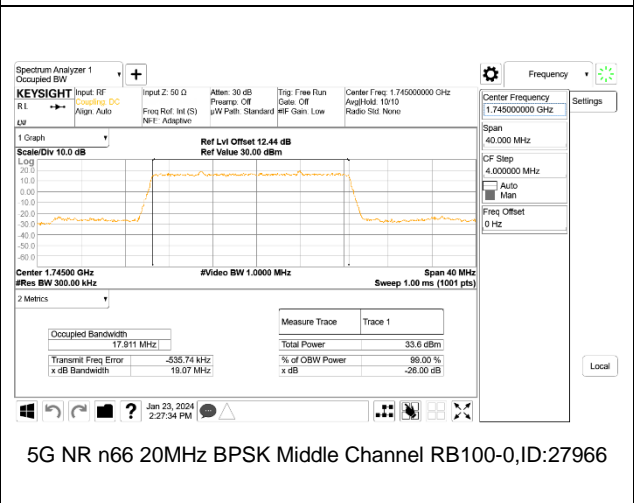 Spectrum Analyzer 1
Occupied BW
+
Frequency
KEYSIGHT Input: RF Input Z: 50 Ω Atten: 30 dB Trig: Free Run Center Freq: 1.745000000 GHz
RL Coupling: DC Preamp: Off Gate: Off Avg|Hold: 10/10
Align: Auto Freq Ref: Int (S) µW Path: Standard #IF Gain: Low Radio Std: None
NFE: Adaptive
Center Frequency
1.745000000 GHz
Settings
Span
40.000 MHz
CF Step
4.000000 MHz
Auto
Man
Freq Offset
0 Hz
1 Graph
Ref Lvl Offset 12.44 dB
Scale/Div 10.0 dB Ref Value 30.00 dBm
Log
20.0
10.0
0.00
-10.0
-20.0
-30.0
-40.0
-50.0
-60.0
Center 1.74500 GHz #Video BW 1.0000 MHz Span 40 MHz
#Res BW 300.00 kHz Sweep 1.00 ms (1001 pts)
2 Metrics
Measure Trace Trace 1
Occupied Bandwidth
17.911 MHz Total Power 33.6 dBm
Transmit Freq Error -535.74 kHz % of OBW Power 99.00 %
x dB Bandwidth 19.07 MHz x dB -26.00 dB
Local
? Jan 23, 2024
2:27:34 PM
5G NR n66 20MHz BPSK Middle Channel RB100-0,ID:27966